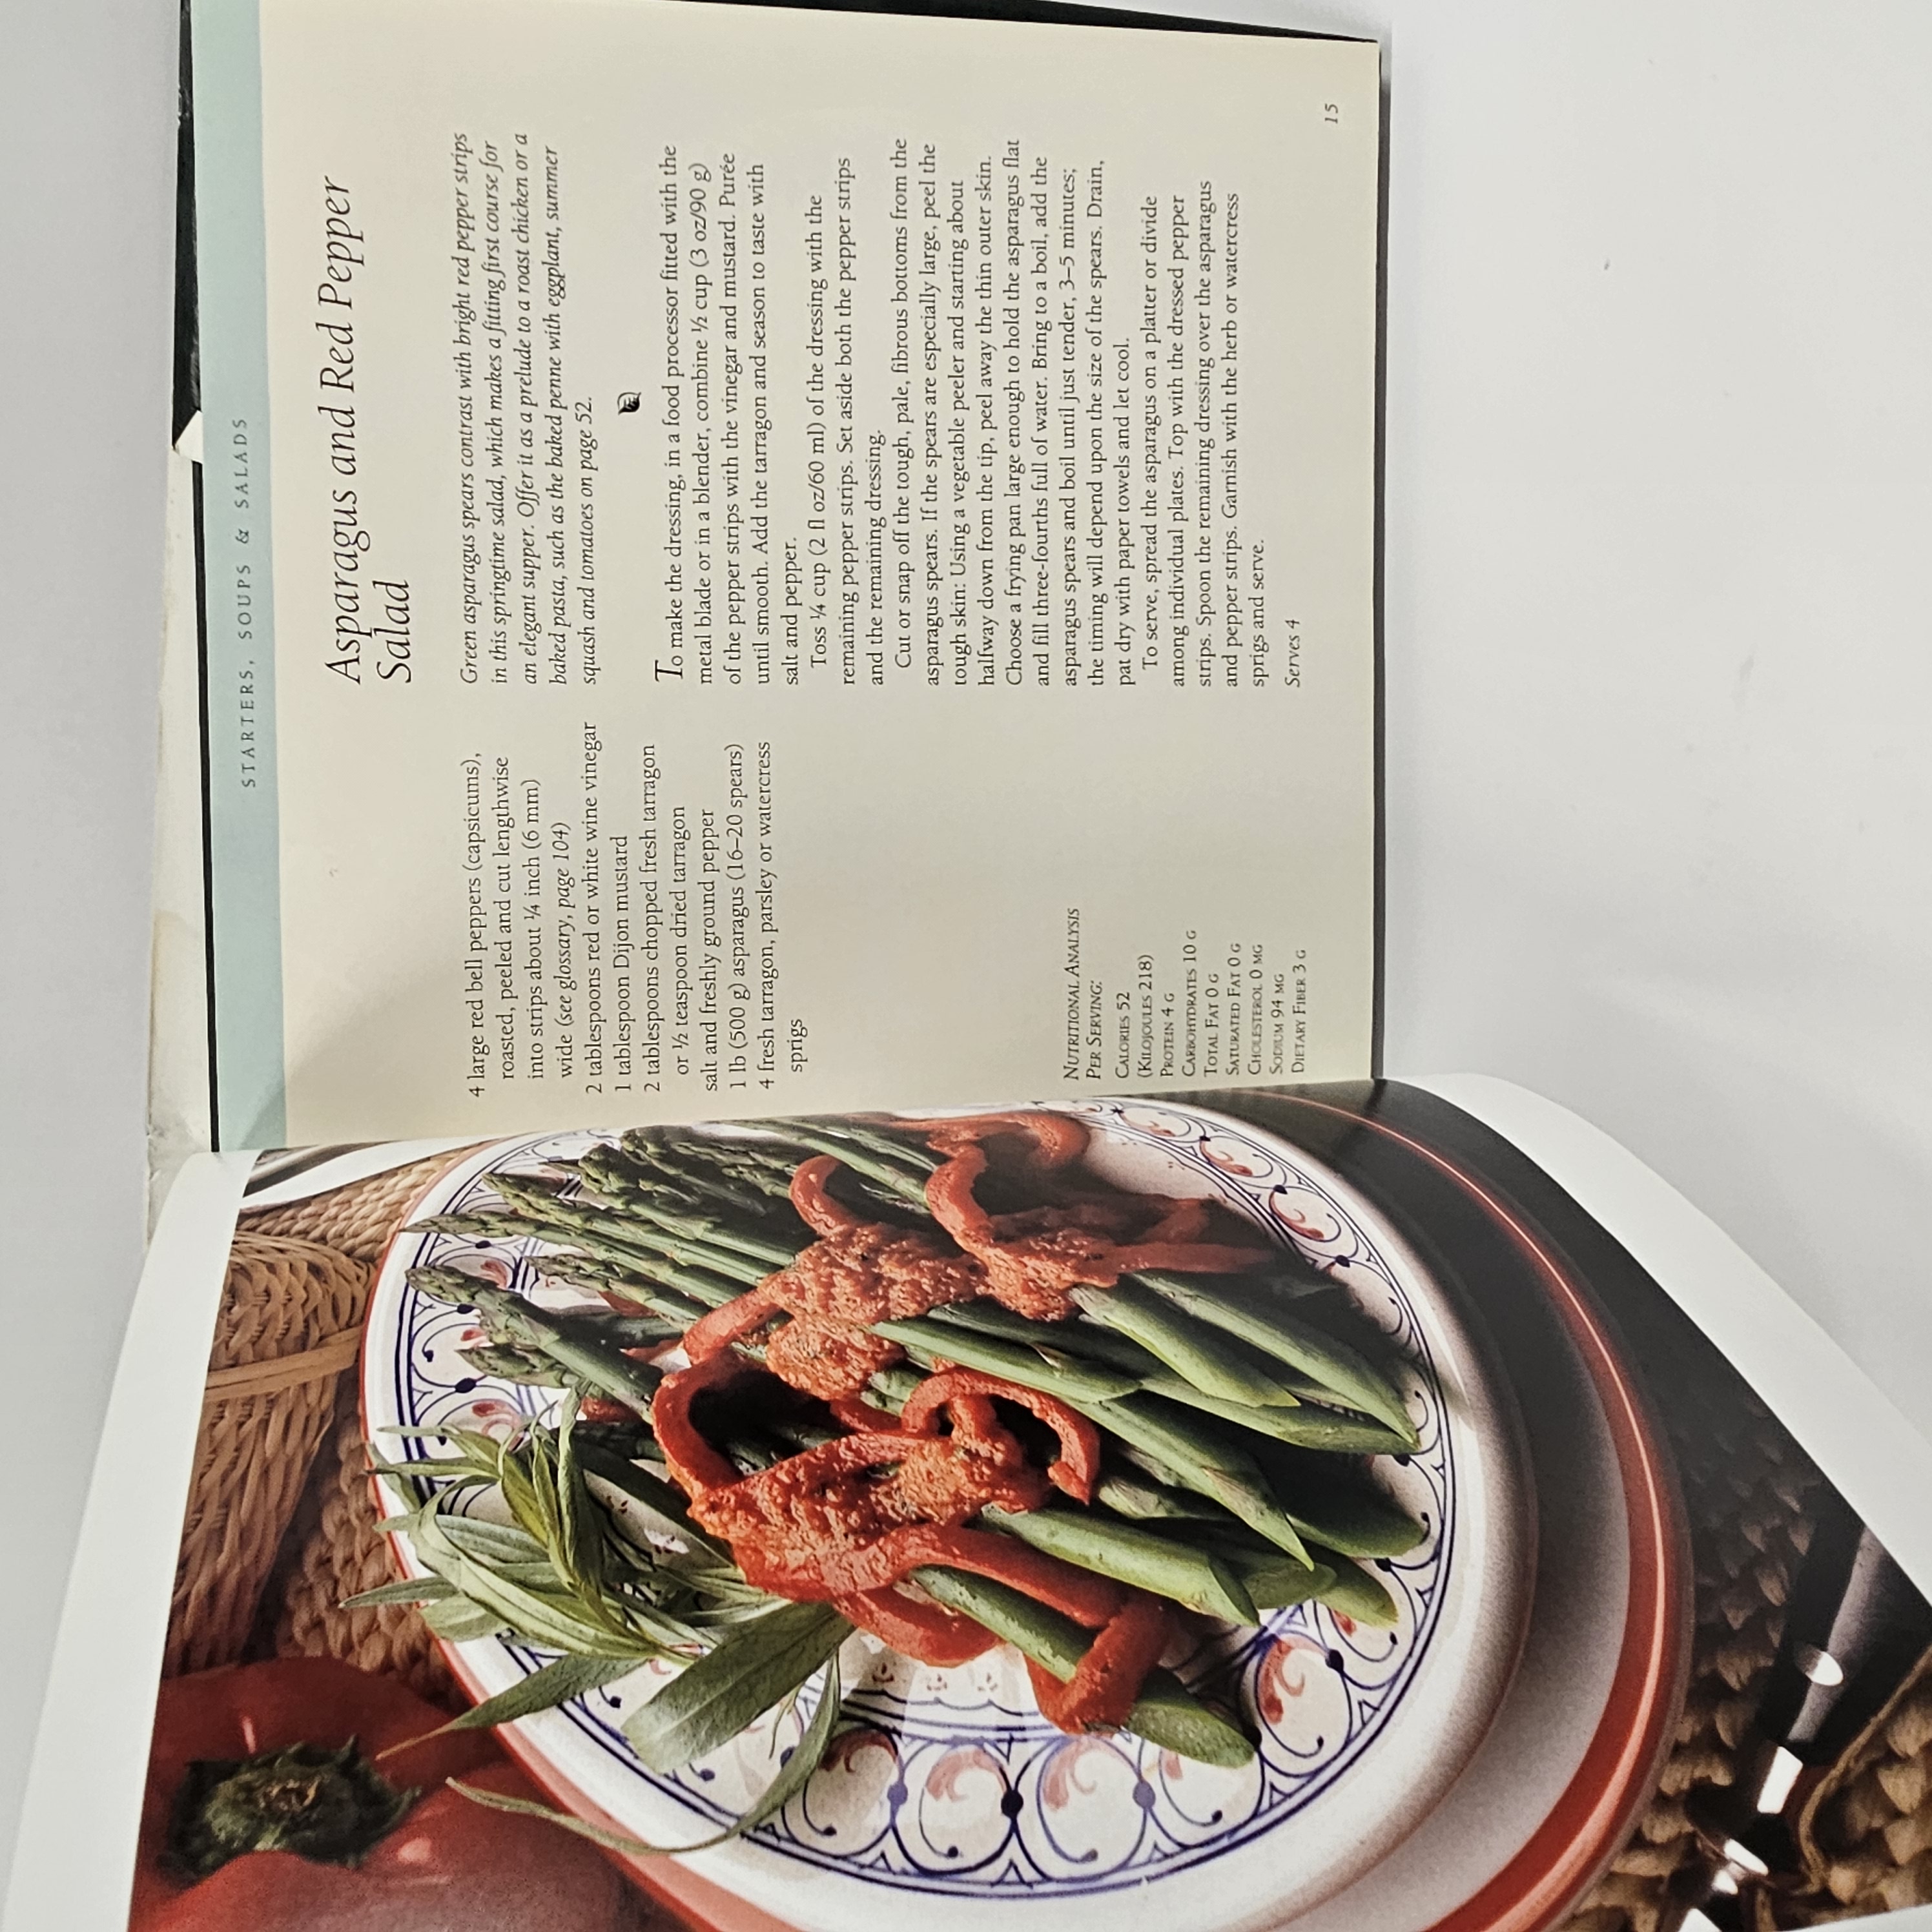 STARTERS, SOUPS & SALADS
Asparagus and Red Pepper
Salad
4 large red bell peppers (capsicums),
roasted, peeled and cut lengthwise
into strips about ¼ inch (6 mm)
wide (see glossary, page 104)
2 tablespoons red or white wine vinegar
1 tablespoon Dijon mustard
2 tablespoons chopped fresh tarragon
or ½ teaspoon dried tarragon
salt and freshly ground pepper
1 lb (500 g) asparagus (16–20 spears)
4 fresh tarragon, parsley or watercress
sprigs
NUTRITIONAL ANALYSIS
PER SERVING:
CALORIES 52
(KILOJOULES 218)
PROTEIN 4 G
CARBOHYDRATES 10 G
TOTAL FAT 0 G
SATURATED FAT 0 G
CHOLESTEROL 0 MG
SODIUM 94 MG
DIETARY FIBER 3 G
Green asparagus spears contrast with bright red pepper strips
in this springtime salad, which makes a fitting first course for
an elegant supper. Offer it as a prelude to a roast chicken or a
baked pasta, such as the baked penne with eggplant, summer
squash and tomatoes on page 52.
To make the dressing, in a food processor fitted with the
metal blade or in a blender, combine ½ cup (3 oz/90 g)
of the pepper strips with the vinegar and mustard. Purée
until smooth. Add the tarragon and season to taste with
salt and pepper.
Toss ¼ cup (2 fl oz/60 ml) of the dressing with the
remaining pepper strips. Set aside both the pepper strips
and the remaining dressing.
Cut or snap off the tough, pale, fibrous bottoms from the
asparagus spears. If the spears are especially large, peel the
tough skin: Using a vegetable peeler and starting about
halfway down from the tip, peel away the thin outer skin.
Choose a frying pan large enough to hold the asparagus flat
and fill three-fourths full of water. Bring to a boil, add the
asparagus spears and boil until just tender, 3–5 minutes;
the timing will depend upon the size of the spears. Drain,
pat dry with paper towels and let cool.
To serve, spread the asparagus on a platter or divide
among individual plates. Top with the dressed pepper
strips. Spoon the remaining dressing over the asparagus
and pepper strips. Garnish with the herb or watercress
sprigs and serve.
Serves 4
15